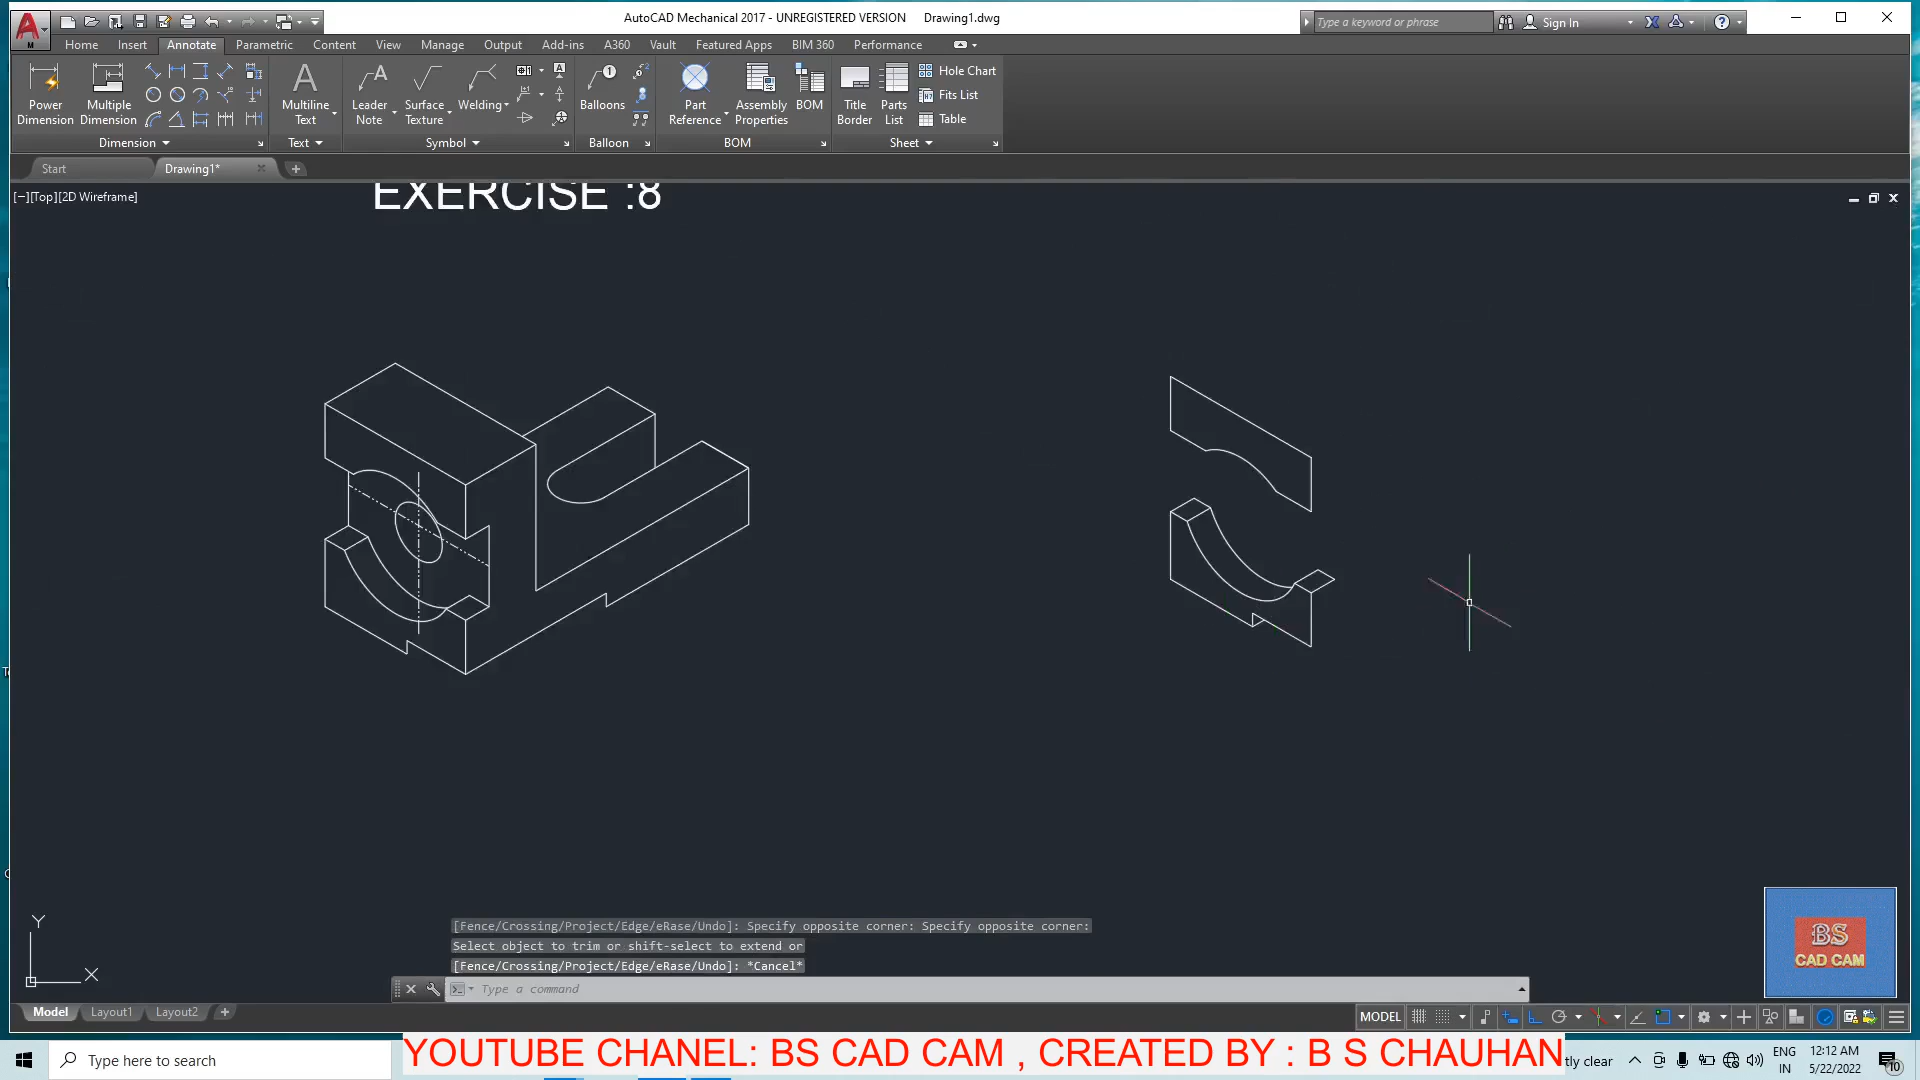 AutoCAD Mechanical 2017 - UNREGISTERED VERSION Drawing1.dwg
Type a keyword or phrase
Sign In
Home Insert Annotate Parametric Content View Manage Output Add-ins A360 Vault Featured Apps BIM 360 Performance
Power Dimension
Multiple Dimension
Multiline Text
Leader Note
Surface Texture
Welding
Balloons
Part Reference
Assembly Properties
BOM
Title Border
Parts List
Hole Chart
Fits List
Table
Dimension Text Symbol Balloon BOM Sheet
Start Drawing1*
[−][Top][2D Wireframe]
EXERCISE :8
Y
X
[Fence/Crossing/Project/Edge/eRase/Undo]: Specify opposite corner: Specify opposite corner:
Select object to trim or shift-select to extend or
[Fence/Crossing/Project/Edge/eRase/Undo]: *Cancel*
Type a command
BS
CAD CAM
Model Layout1 Layout2
MODEL
Type here to search
YOUTUBE CHANEL: BS CAD CAM , CREATED BY : B S CHAUHAN
tly clear
ENG
IN
12:12 AM
5/22/2022
10